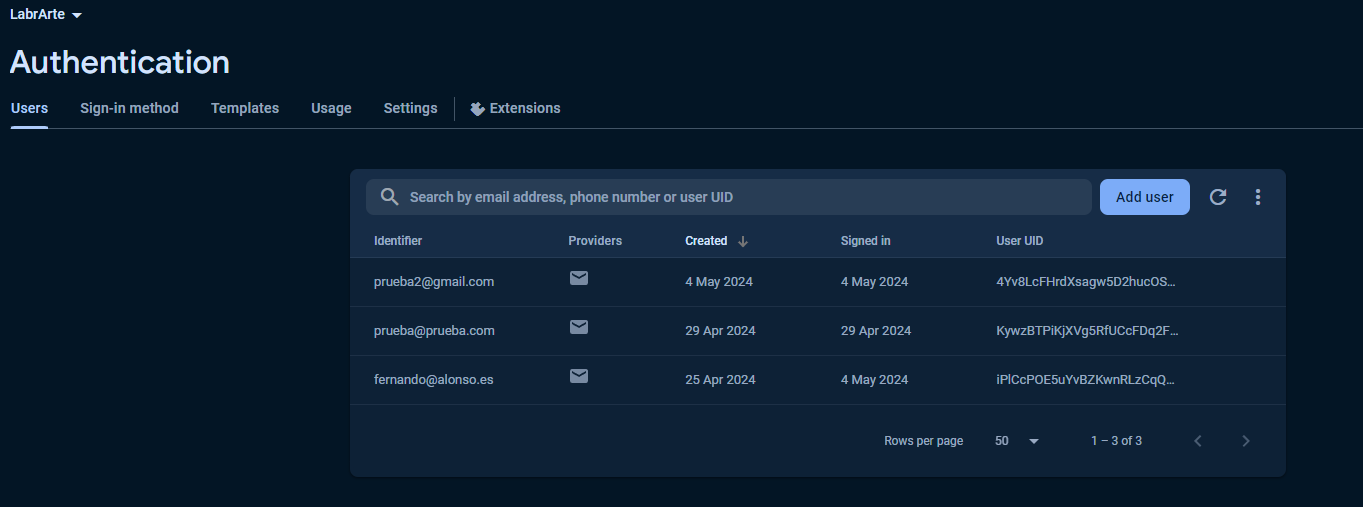 LabrArte
Authentication
Users Sign-in method Templates Usage Settings Extensions
Search by email address, phone number or user UID Add user
Identifier Providers Created Signed in User UID
prueba2@gmail.com 4 May 2024 4 May 2024 4Yv8LcFHrdXsagw5D2hucOS...
prueba@prueba.com 29 Apr 2024 29 Apr 2024 KywzBTPiKjXVg5RfUCcFDq2F...
fernando@alonso.es 25 Apr 2024 4 May 2024 iPlCcPOE5uYvBZKwnRLzCqQ...
Rows per page 50 1 – 3 of 3